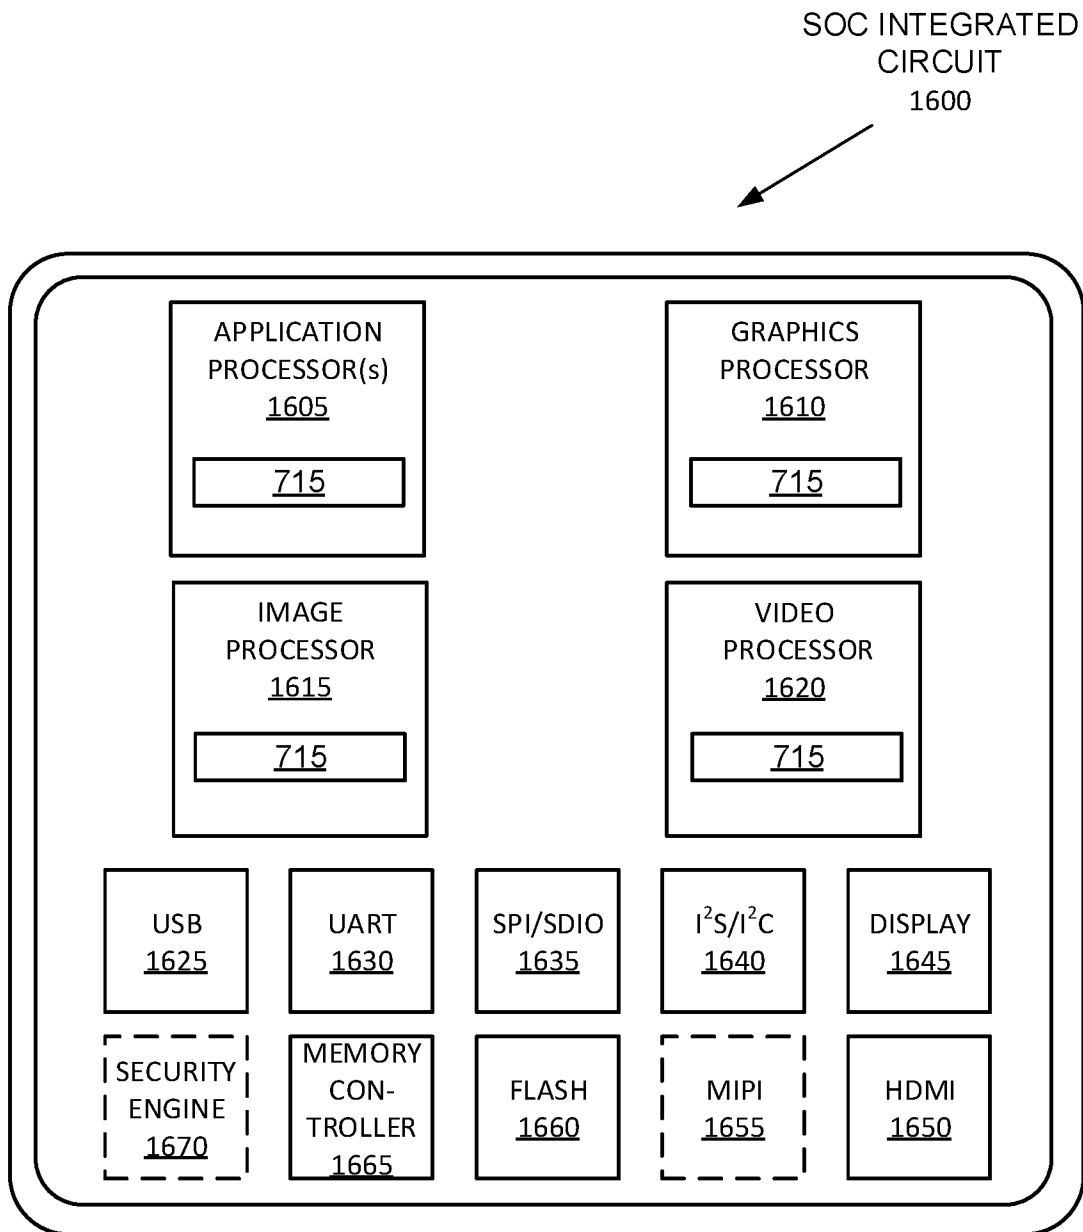 SOC INTEGRATED
CIRCUIT
1600
APPLICATION
PROCESSOR(s)
1605
715
GRAPHICS
PROCESSOR
1610
715
IMAGE
PROCESSOR
1615
715
VIDEO
PROCESSOR
1620
715
USB
1625
UART
1630
SPI/SDIO
1635
I²S/I²C
1640
DISPLAY
1645
SECURITY
ENGINE
1670
MEMORY
CON-
TROLLER
1665
FLASH
1660
MIPI
1655
HDMI
1650